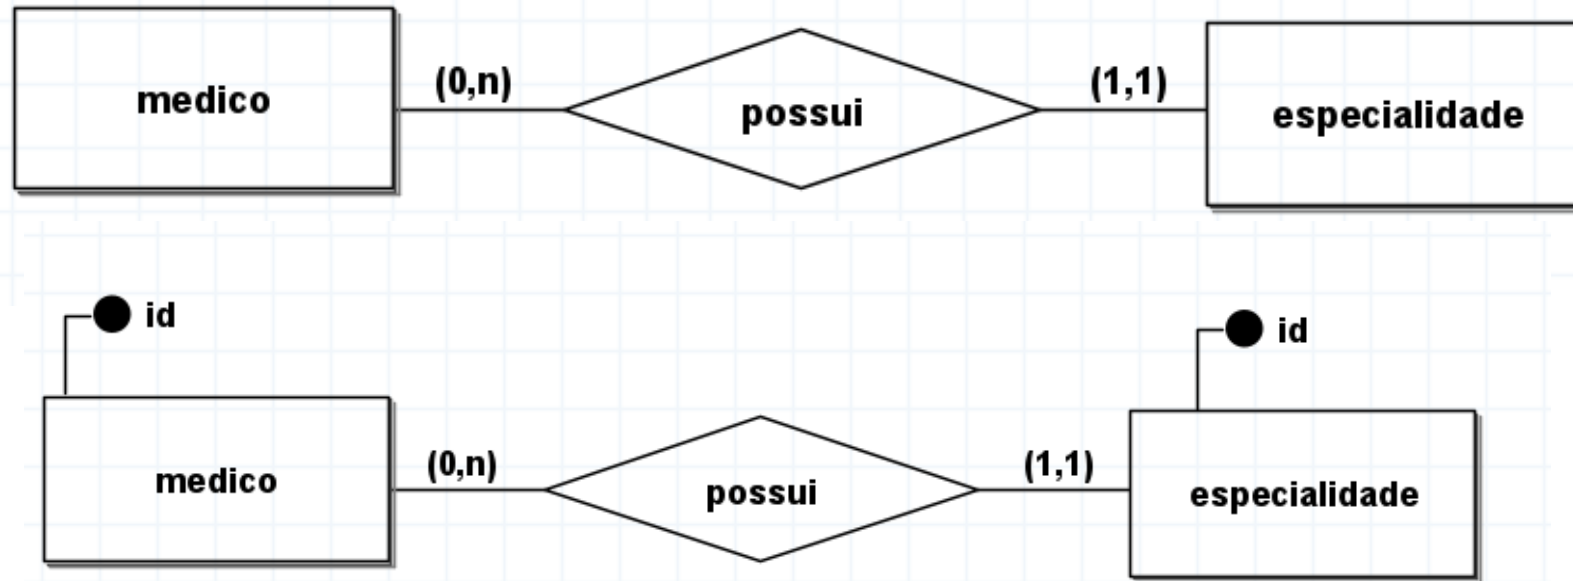 medico (0,n) possui (1,1) especialidade
id id
medico (0,n) possui (1,1) especialidade